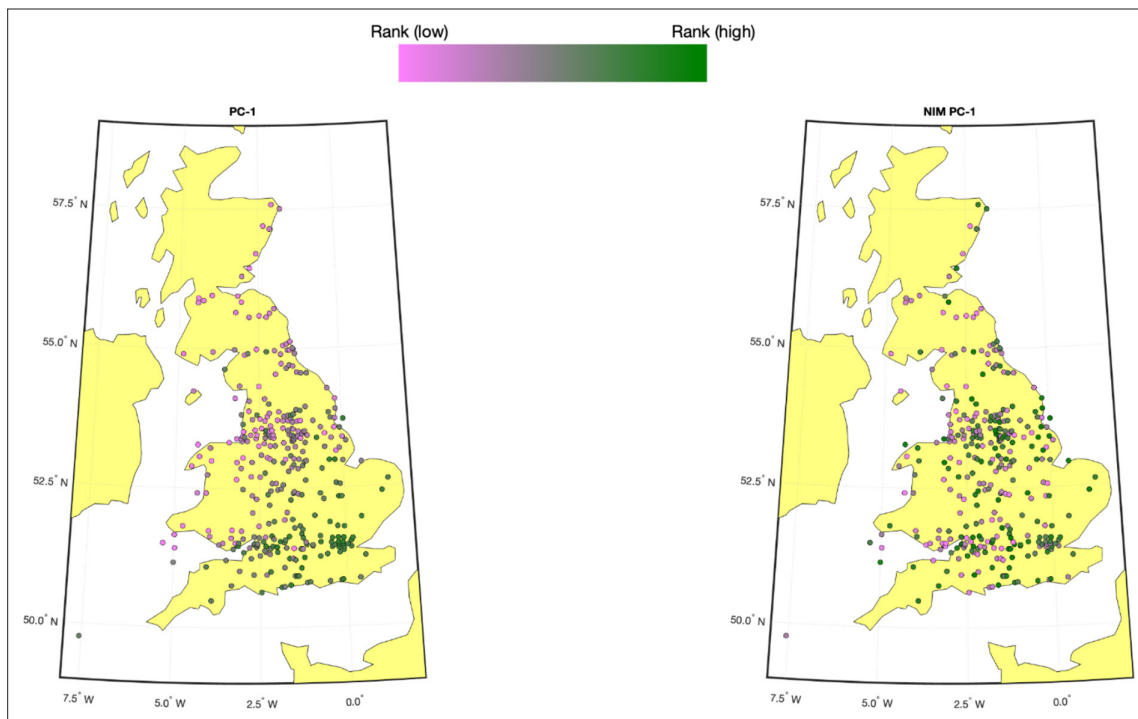 Rank (low) Rank (high)
PC-1 NIM PC-1
57.5° N 57.5° N
55.0° N 55.0° N
52.5° N 52.5° N
50.0° N 50.0° N
7.5° W 5.0° W 2.5° W 0.0° 7.5° W 5.0° W 2.5° W 0.0°